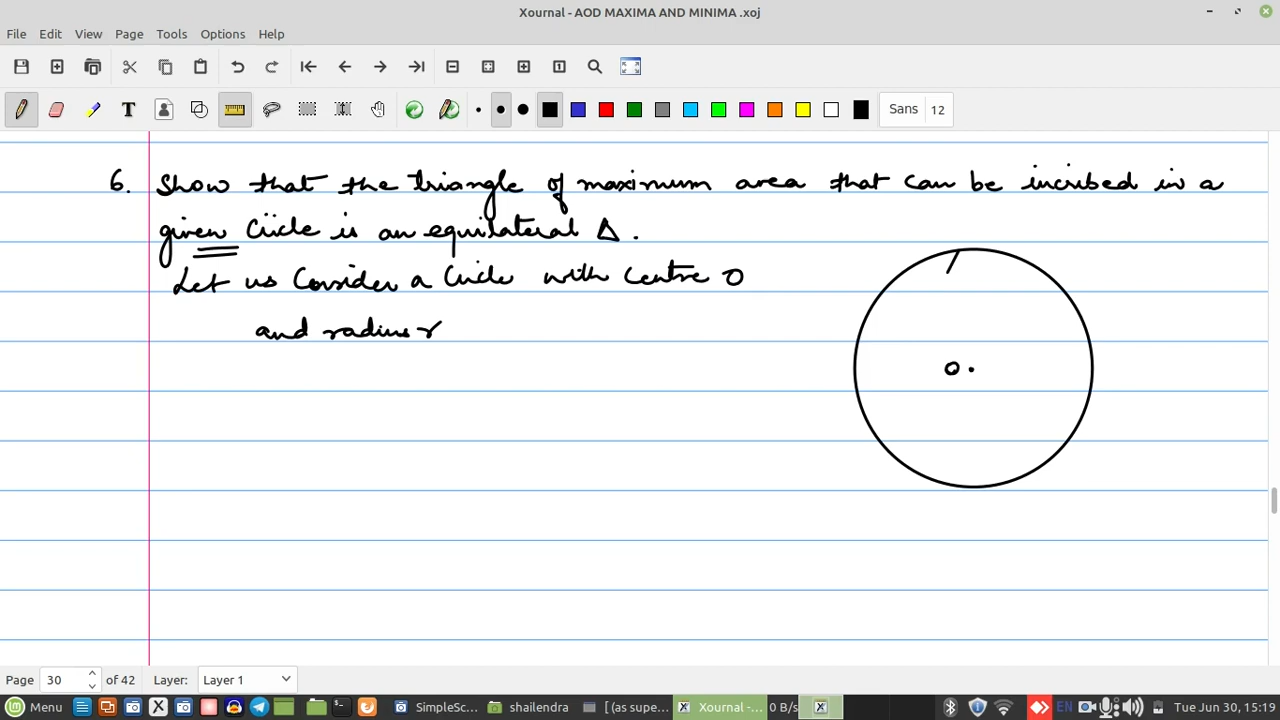 Xournal - AOD MAXIMA AND MINIMA .xoj
File Edit View Page Tools Options Help
Sans 12
6. Show that the triangle of maximum area that can be incribed in a
given Circle is an equilateral Δ.
Let us Consider a Circle with Centre O
and radius r
O
Page 30 of 42 Layer: Layer 1
Menu SimpleSc... shailendra [(as supe... Xournal -... 0 B/s EN Tue Jun 30, 15:19